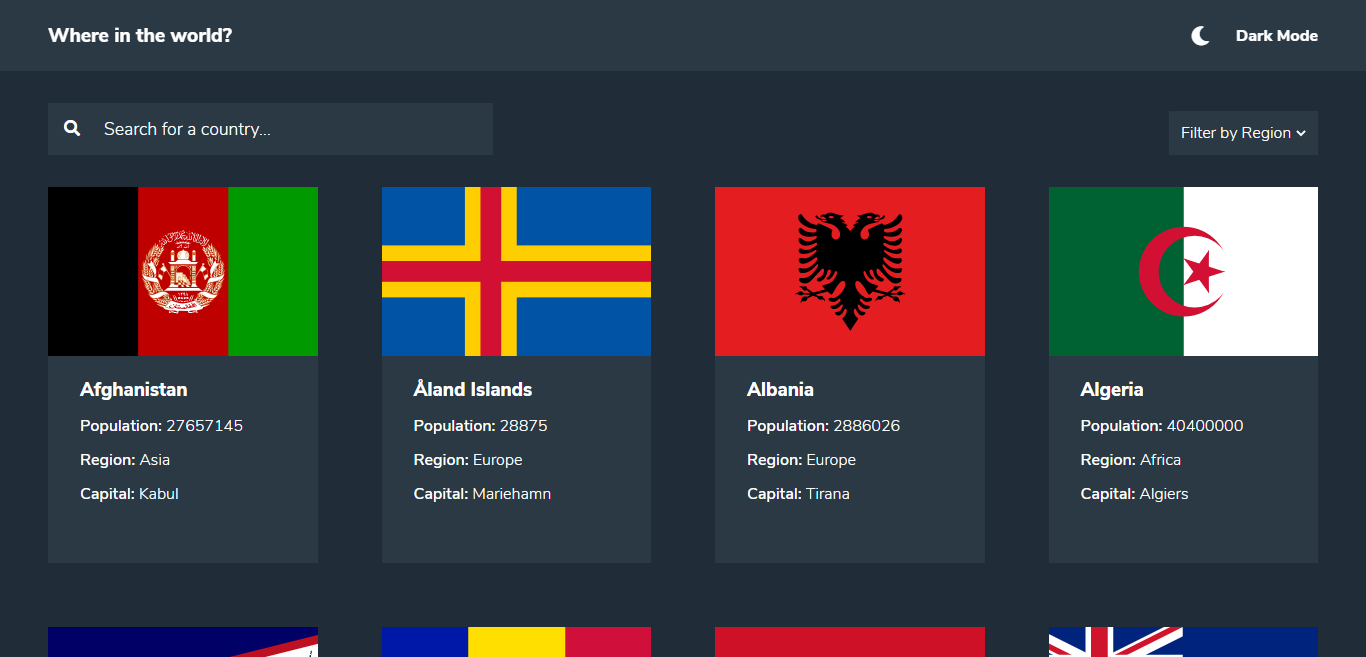 Where in the world?
Dark Mode
Search for a country...
Filter by Region
Afghanistan
Population: 27657145
Region: Asia
Capital: Kabul
Åland Islands
Population: 28875
Region: Europe
Capital: Mariehamn
Albania
Population: 2886026
Region: Europe
Capital: Tirana
Algeria
Population: 40400000
Region: Africa
Capital: Algiers